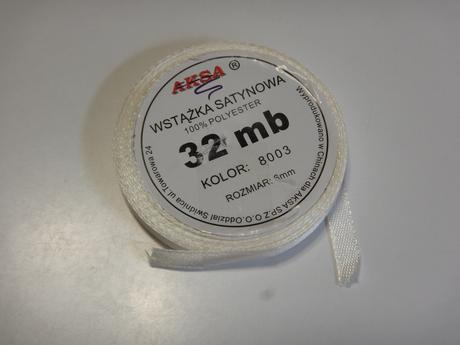 AKSA ®
WSTĄŻKA SATYNOWA
100% POLYESTER
32 mb
KOLOR: 8003
ROZMIAR: 6mm
Wyprodukowano w Chinach dla AKSA SP.Z.O.O.Oddział Świdnica ul.Towarowa 24